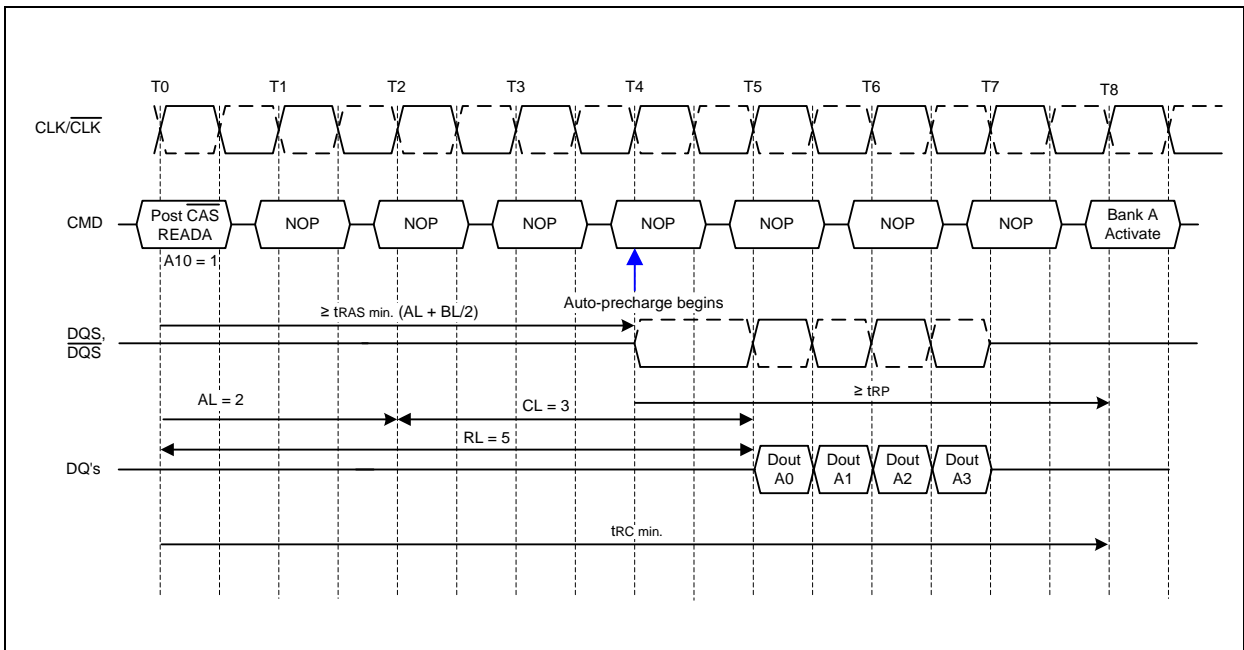 T0 T1 T2 T3 T4 T5 T6 T7 T8
CLK/CLK
CMD
Post CAS
READA
NOP NOP NOP NOP NOP NOP NOP
Bank A
Activate
A10 = 1
Auto-precharge begins
≥ tRAS min. (AL + BL/2)
DQS,
DQS
≥ tRP
AL = 2
CL = 3
RL = 5
DQ's
Dout
A0
Dout
A1
Dout
A2
Dout
A3
tRC min.